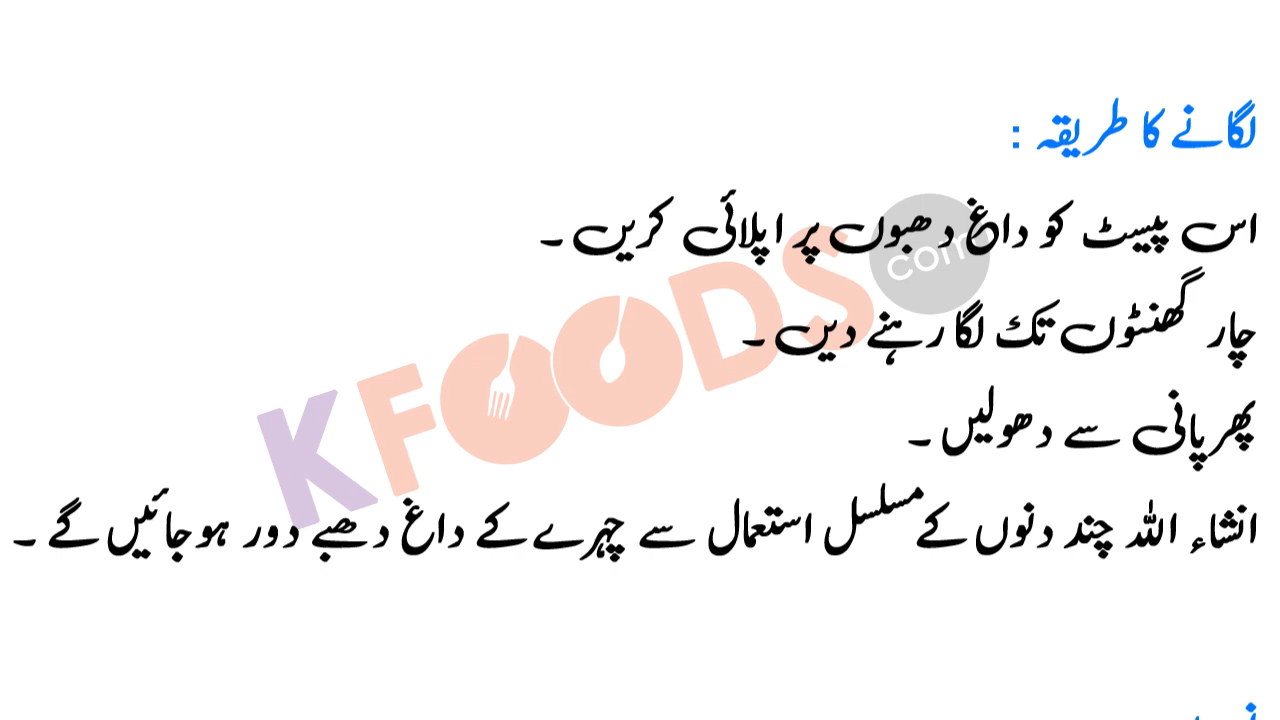 لگانے کا طریقہ :
اس پیسٹ کو داغ دھبوں پر اپلائی کریں۔
چار گھنٹوں تک لگا رہنے دیں۔
پھر پانی سے دھولیں۔
انشاء اللہ چند دنوں کے مسلسل استعمال سے چہرے کے داغ دھبے دور ہوجائیں گے۔
KFOODS.com